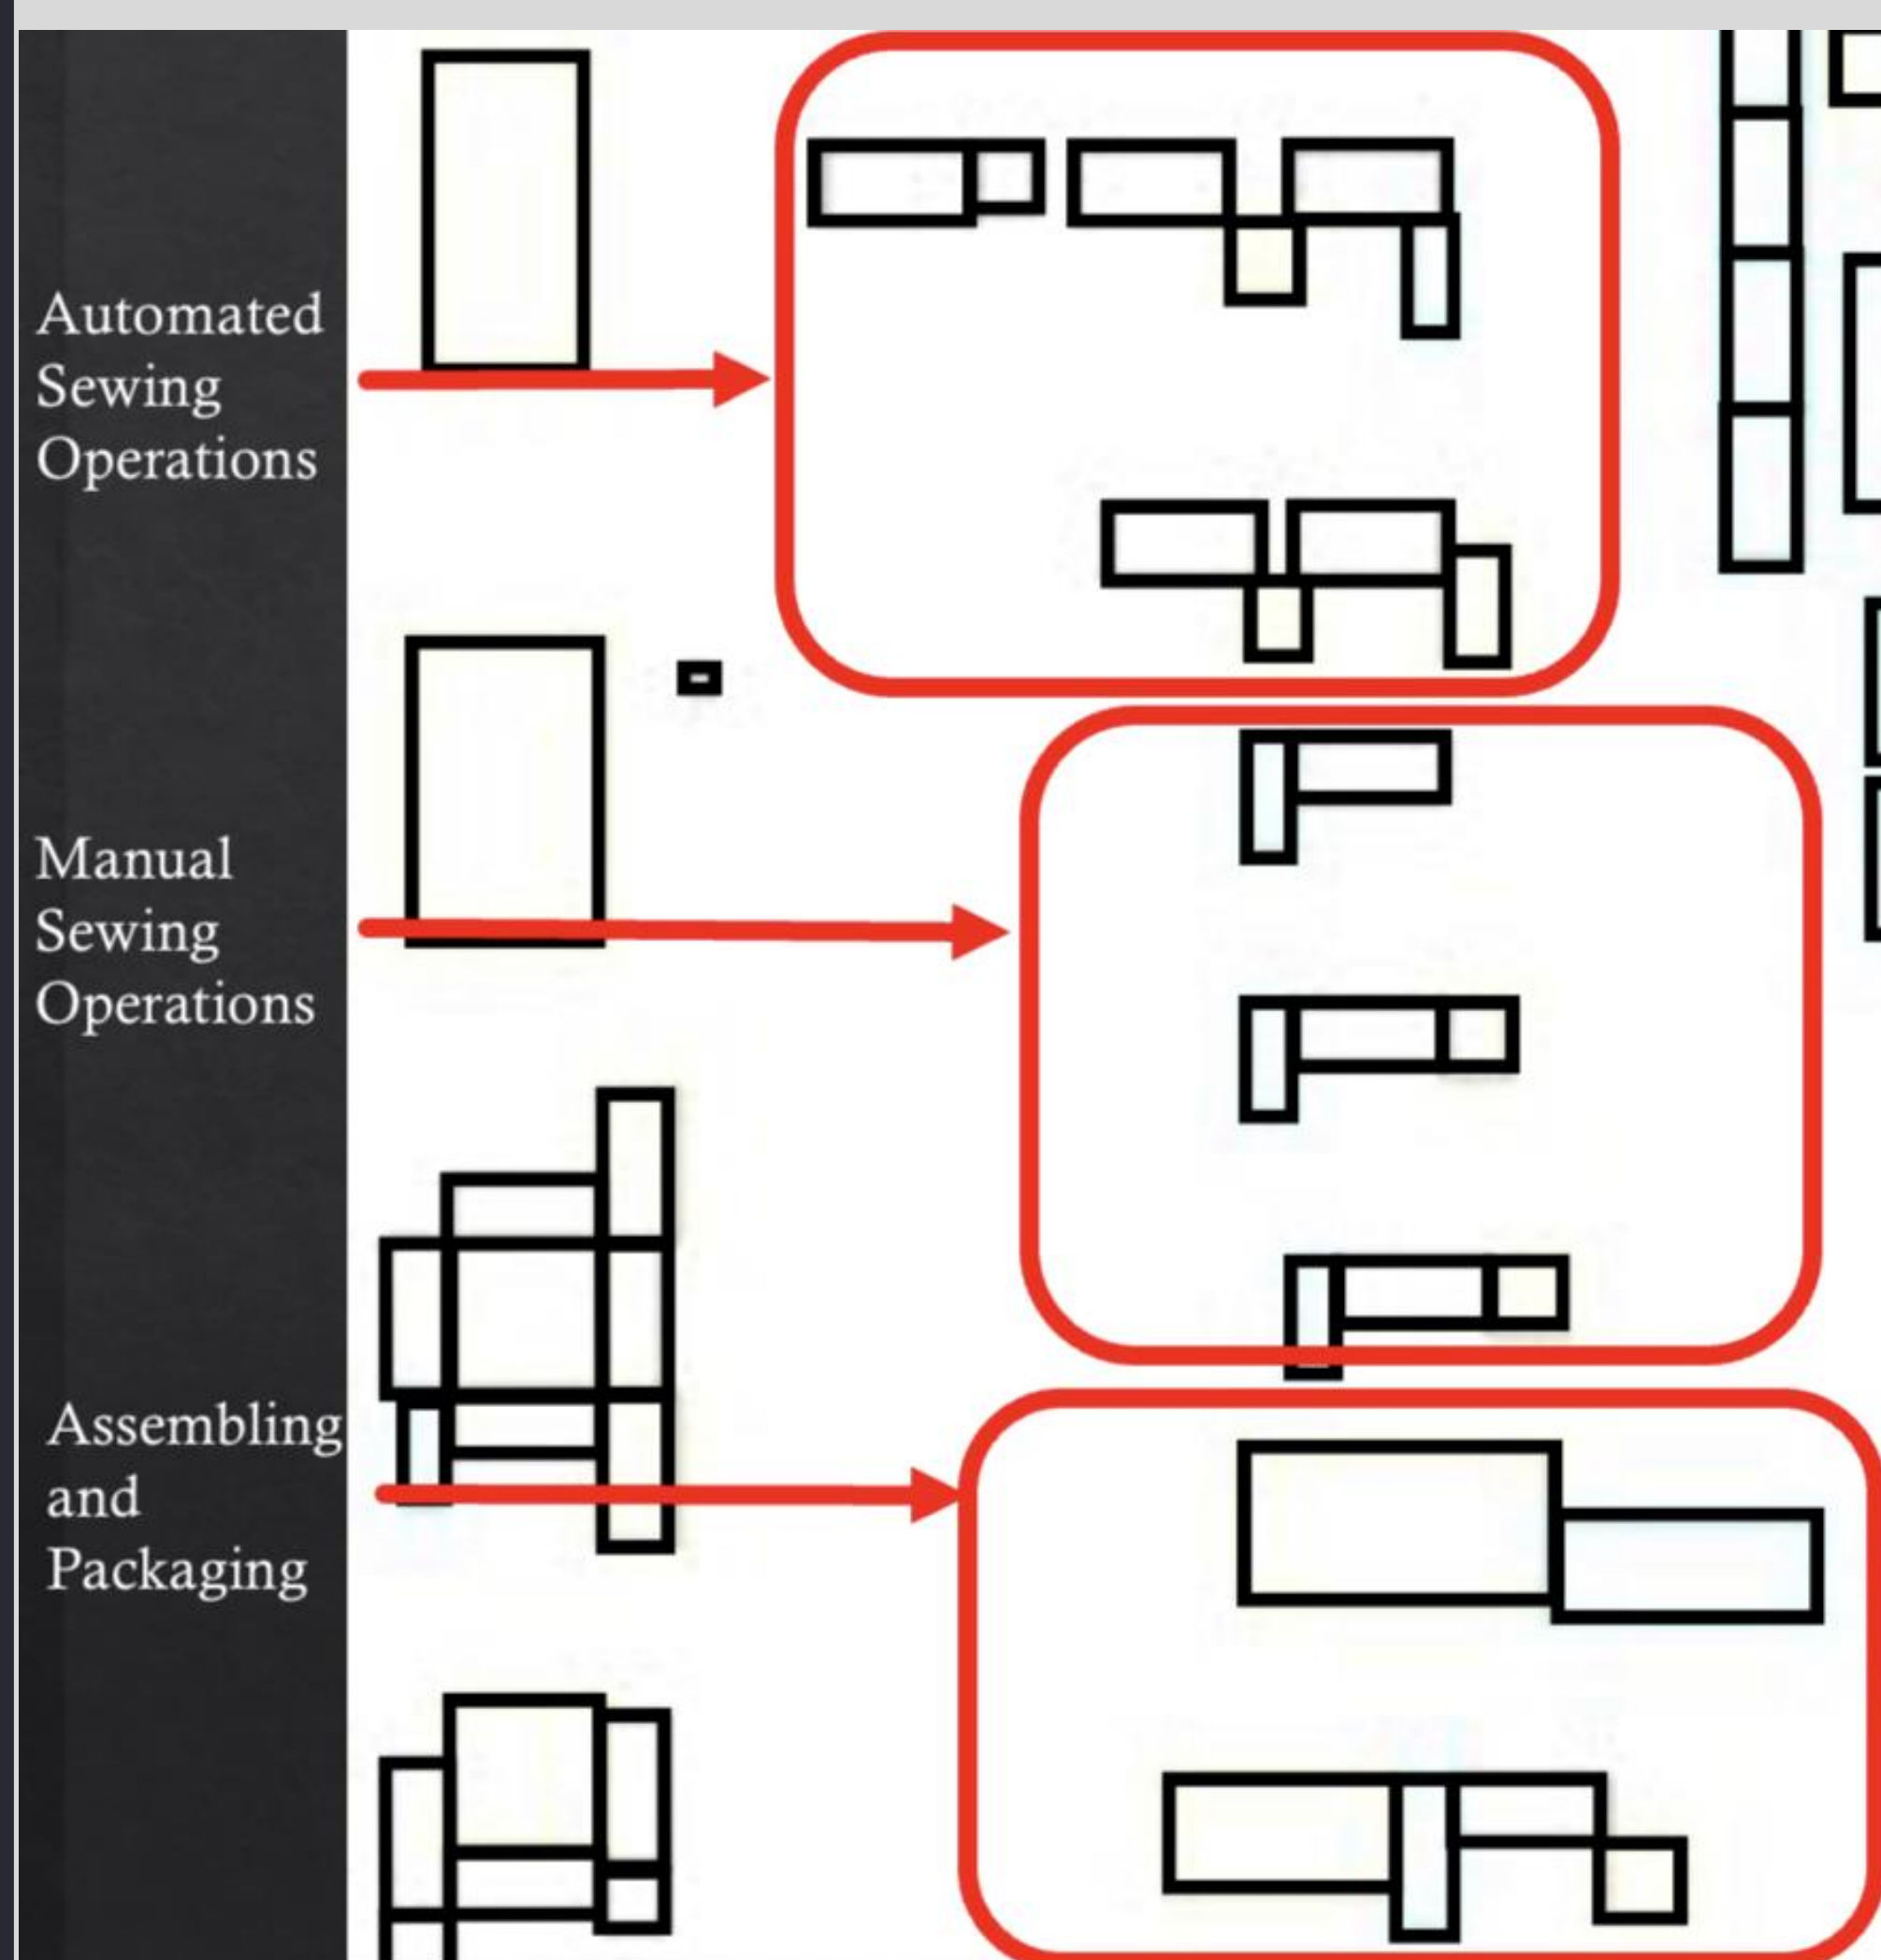 Automated
Sewing
Operations
Manual
Sewing
Operations
Assembling
and
Packaging